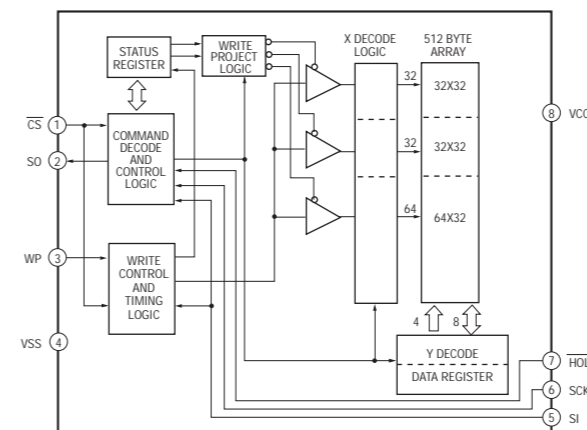 STATUS
REGISTER
WRITE
PROJECT
LOGIC
X DECODE
LOGIC
512 BYTE
ARRAY
32
32X32
32
32X32
64
64X32
CS
1
SO
2
COMMAND
DECODE
AND
CONTROL
LOGIC
8
VCC
WP
3
WRITE
CONTROL
AND
TIMING
LOGIC
VSS
4
4
8
Y DECODE
DATA REGISTER
7
HOL
6
SCK
5
SI